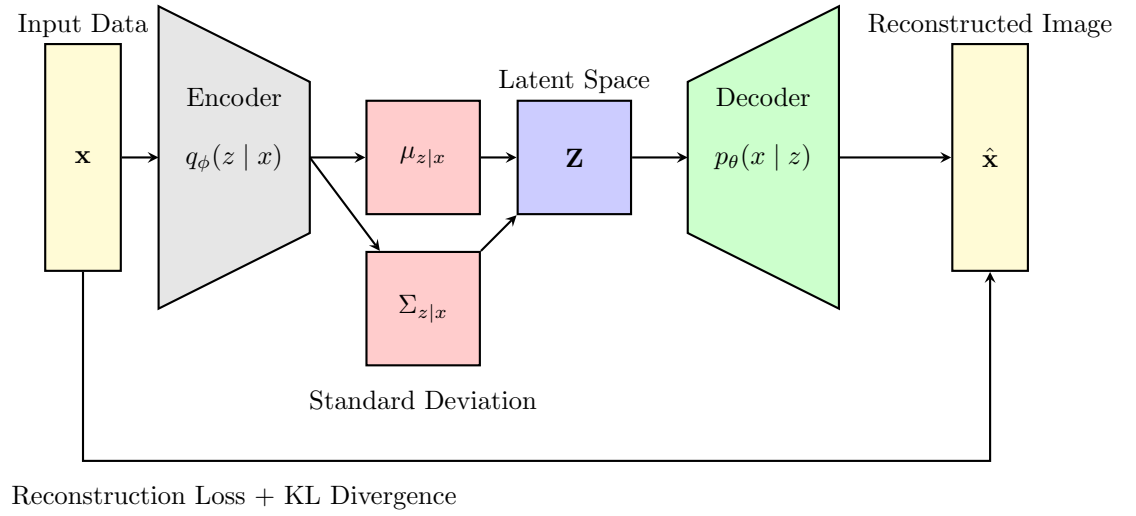 Input Data
Reconstructed Image
Latent Space
Encoder
Decoder
x
q_ϕ(z | x)
μ_{z|x}
Z
p_θ(x | z)
x̂
Σ_{z|x}
Standard Deviation
Reconstruction Loss + KL Divergence